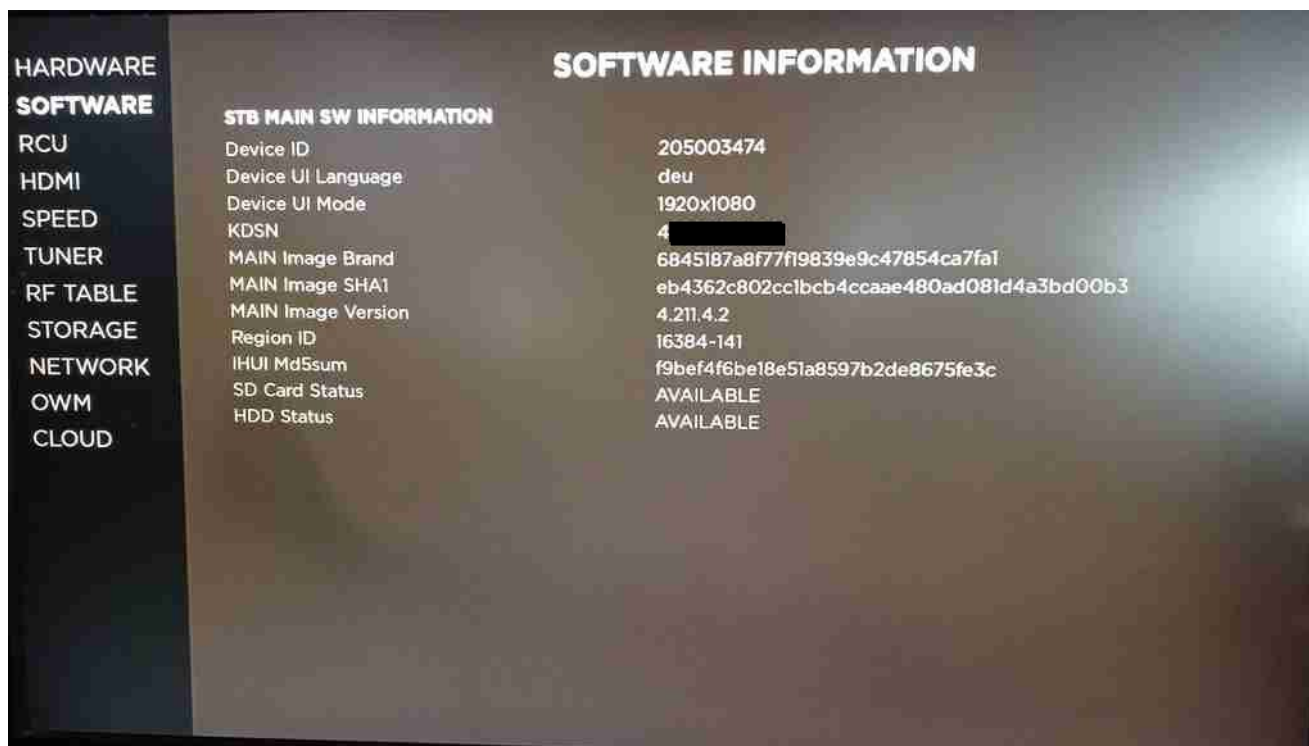 SOFTWARE INFORMATION
HARDWARE
SOFTWARE
RCU
HDMI
SPEED
TUNER
RF TABLE
STORAGE
NETWORK
OWM
CLOUD
STB MAIN SW INFORMATION
Device ID 205003474
Device UI Language deu
Device UI Mode 1920x1080
KDSN 4
MAIN Image Brand 6845187a8f77f19839e9c47854ca7fa1
MAIN Image SHA1 eb4362c802cc1bcb4ccaae480ad081d4a3bd00b3
MAIN Image Version 4.211.4.2
Region ID 16384-141
IHUI Md5sum f9bef4f6be18e51a8597b2de8675fe3c
SD Card Status AVAILABLE
HDD Status AVAILABLE